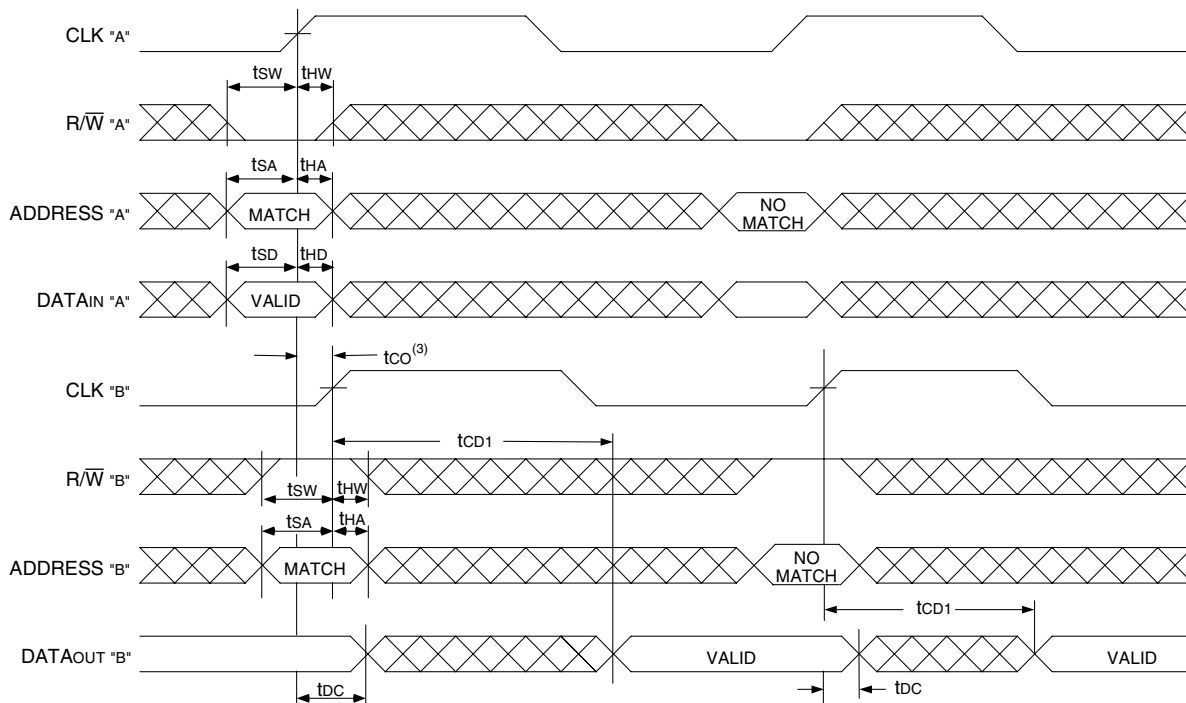 CLK "A"
tSW tHW
R/W̅ "A"
tSA tHA
ADDRESS "A" MATCH NO MATCH
tSD tHD
DATAIN "A" VALID
tCO(3)
CLK "B"
tCD1
R/W̅ "B"
tSW tHW
tSA tHA
ADDRESS "B" MATCH NO MATCH
tCD1
DATAOUT "B" VALID VALID
tDC tDC